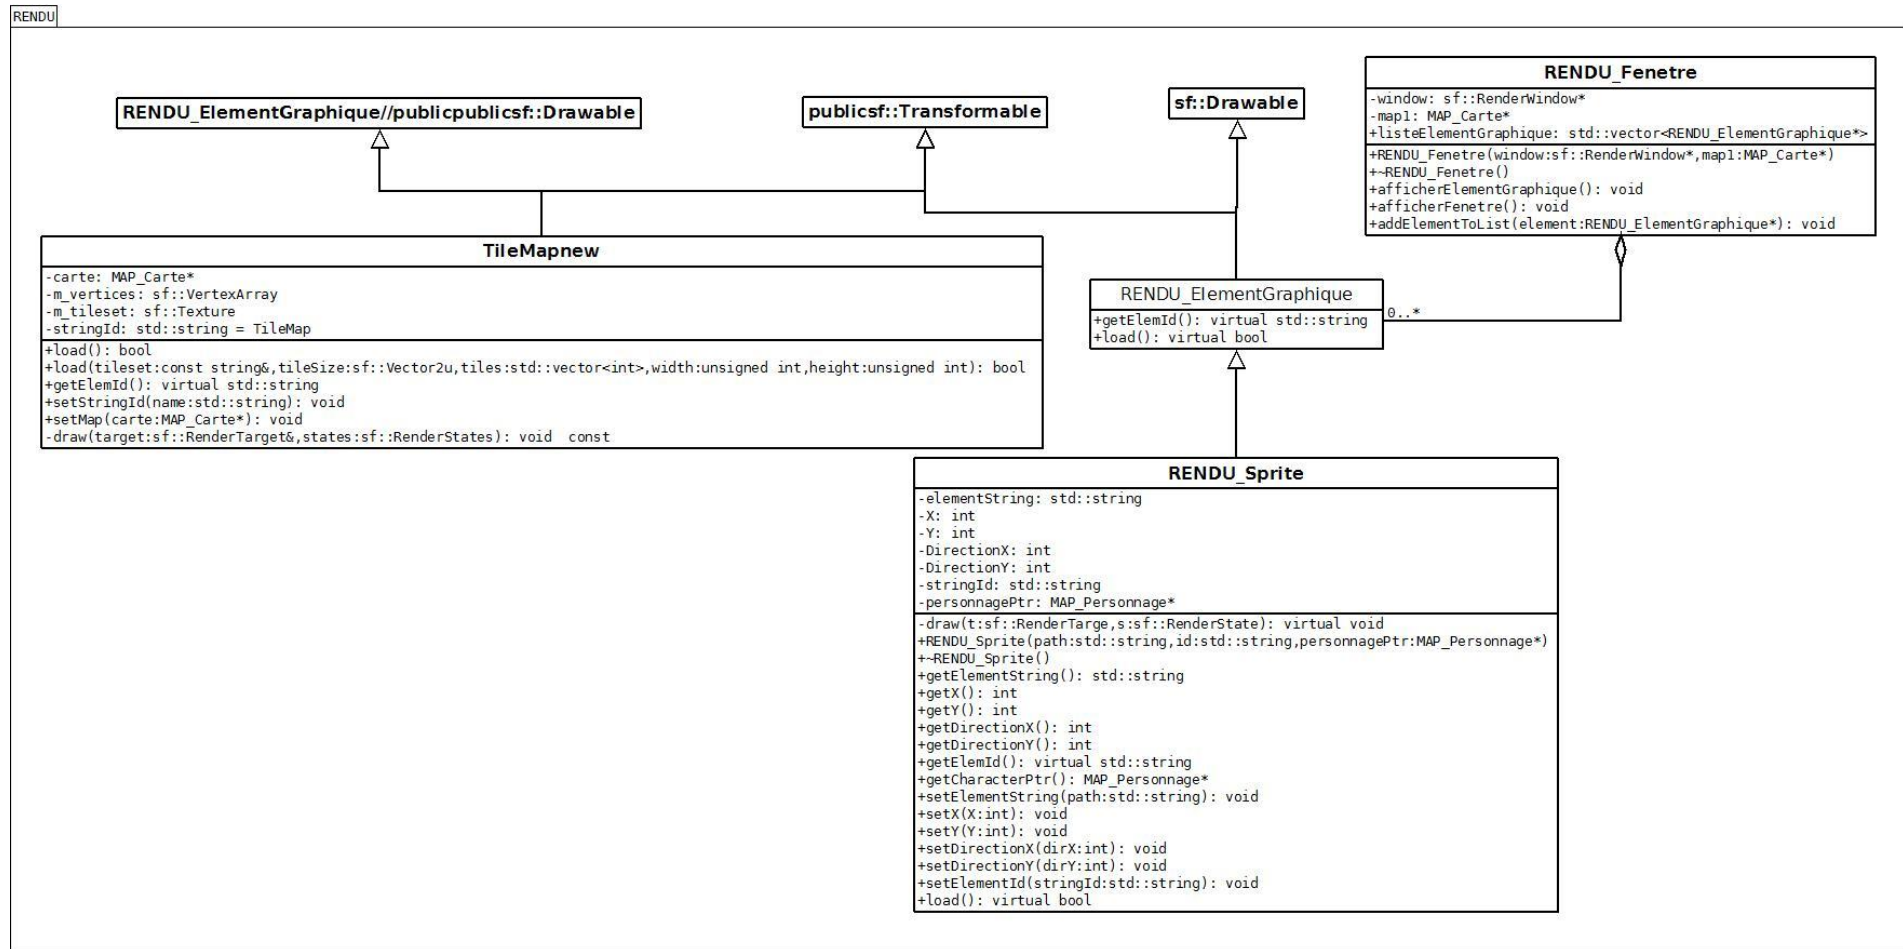 RENDU
RENDU_ElementGraphique//publicpublicsf::Drawable
publicsf::Transformable
sf::Drawable
RENDU_Fenetre
-window: sf::RenderWindow*
-map1: MAP_Carte*
+listeElementGraphique: std::vector<RENDU_ElementGraphique*>
+RENDU_Fenetre(window:sf::RenderWindow*,map1:MAP_Carte*)
+~RENDU_Fenetre()
+afficherElementGraphique(): void
+afficherFenetre(): void
+addElementToList(element:RENDU_ElementGraphique*): void
TileMapnew
-carte: MAP_Carte*
-m_vertices: sf::VertexArray
-m_tileset: sf::Texture
-stringId: std::string = TileMap
+load(): bool
+load(tileset:const string&,tileSize:sf::Vector2u,tiles:std::vector<int>,width:unsigned int,height:unsigned int): bool
+getElemId(): virtual std::string
+setStringId(name:std::string): void
+setMap(carte:MAP_Carte*): void
-draw(target:sf::RenderTarget&,states:sf::RenderStates): void const
RENDU_ElementGraphique
+getElemId(): virtual std::string
+load(): virtual bool
0..*
RENDU_Sprite
-elementString: std::string
-X: int
-Y: int
-DirectionX: int
-DirectionY: int
-stringId: std::string
-personnagePtr: MAP_Personnage*
-draw(t:sf::RenderTarge,s:sf::RenderState): virtual void
+RENDU_Sprite(path:std::string,id:std::string,personnagePtr:MAP_Personnage*)
+~RENDU_Sprite()
+getElementString(): std::string
+getX(): int
+getY(): int
+getDirectionX(): int
+getDirectionY(): int
+getElemId(): virtual std::string
+getCharacterPtr(): MAP_Personnage*
+setElementString(path:std::string): void
+setX(X:int): void
+setY(Y:int): void
+setDirectionX(dirX:int): void
+setDirectionY(dirY:int): void
+setElementId(stringId:std::string): void
+load(): virtual bool